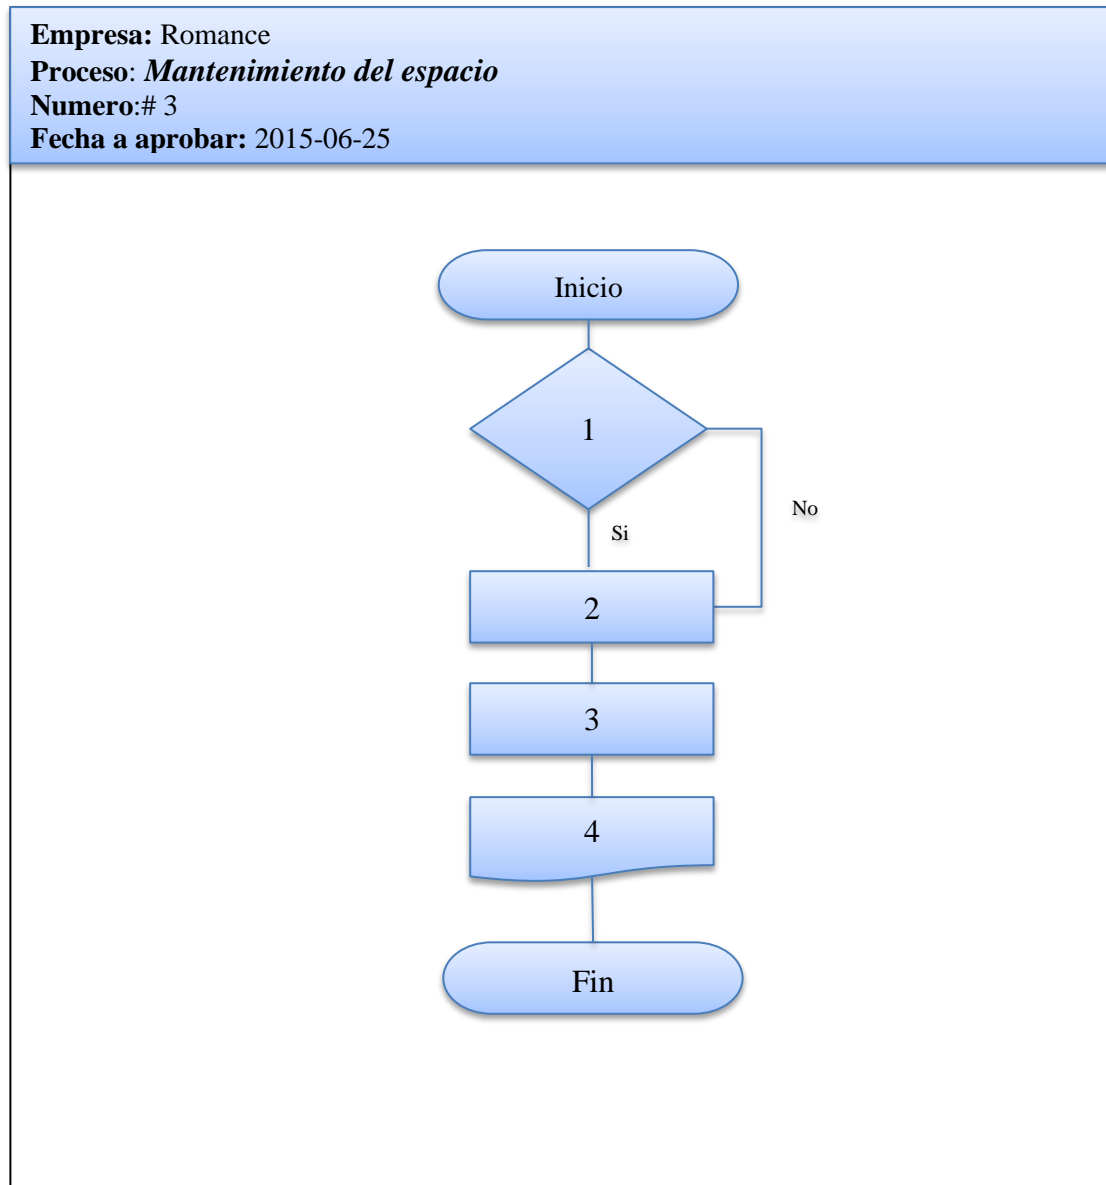 Empresa: Romance
Proceso: Mantenimiento del espacio
Numero:# 3
Fecha a aprobar: 2015-06-25
Inicio
1
No
Si
2
3
4
Fin